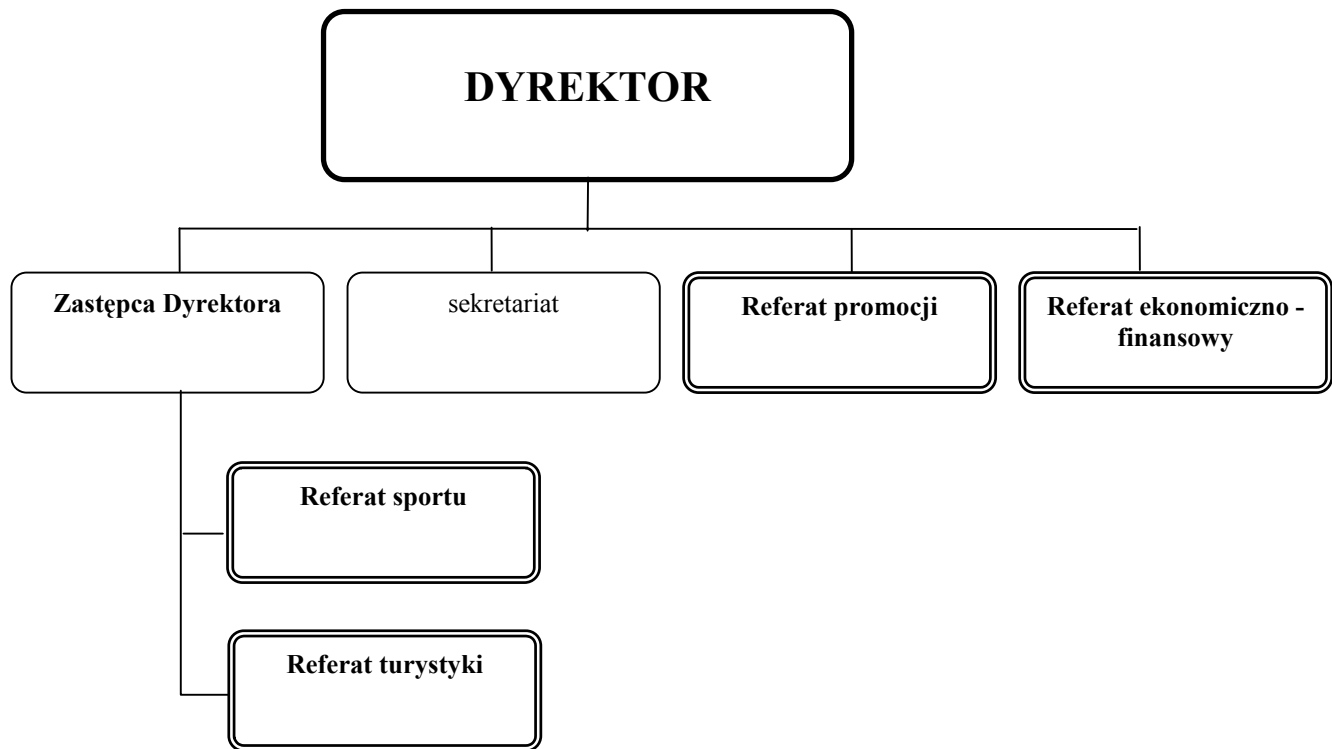 DYREKTOR
Zastępca Dyrektora
sekretariat
Referat promocji
Referat ekonomiczno -
finansowy
Referat sportu
Referat turystyki